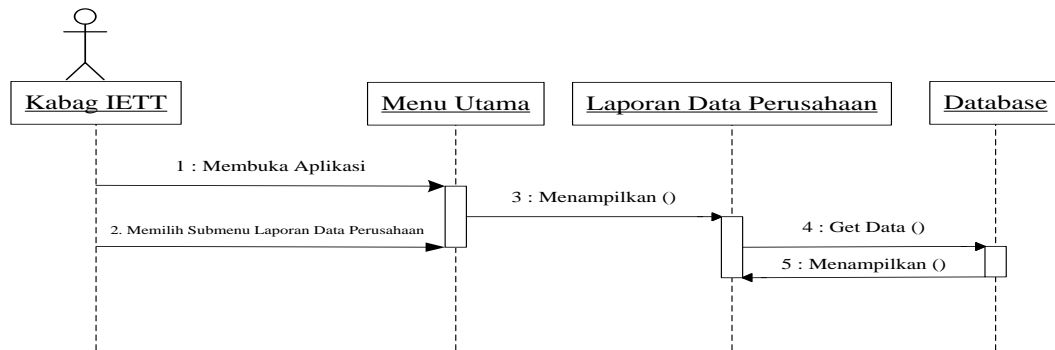 Kabag IETT
Menu Utama
Laporan Data Perusahaan
Database
1 : Membuka Aplikasi
3 : Menampilkan ()
2. Memilih Submenu Laporan Data Perusahaan
4 : Get Data ()
5 : Menampilkan ()